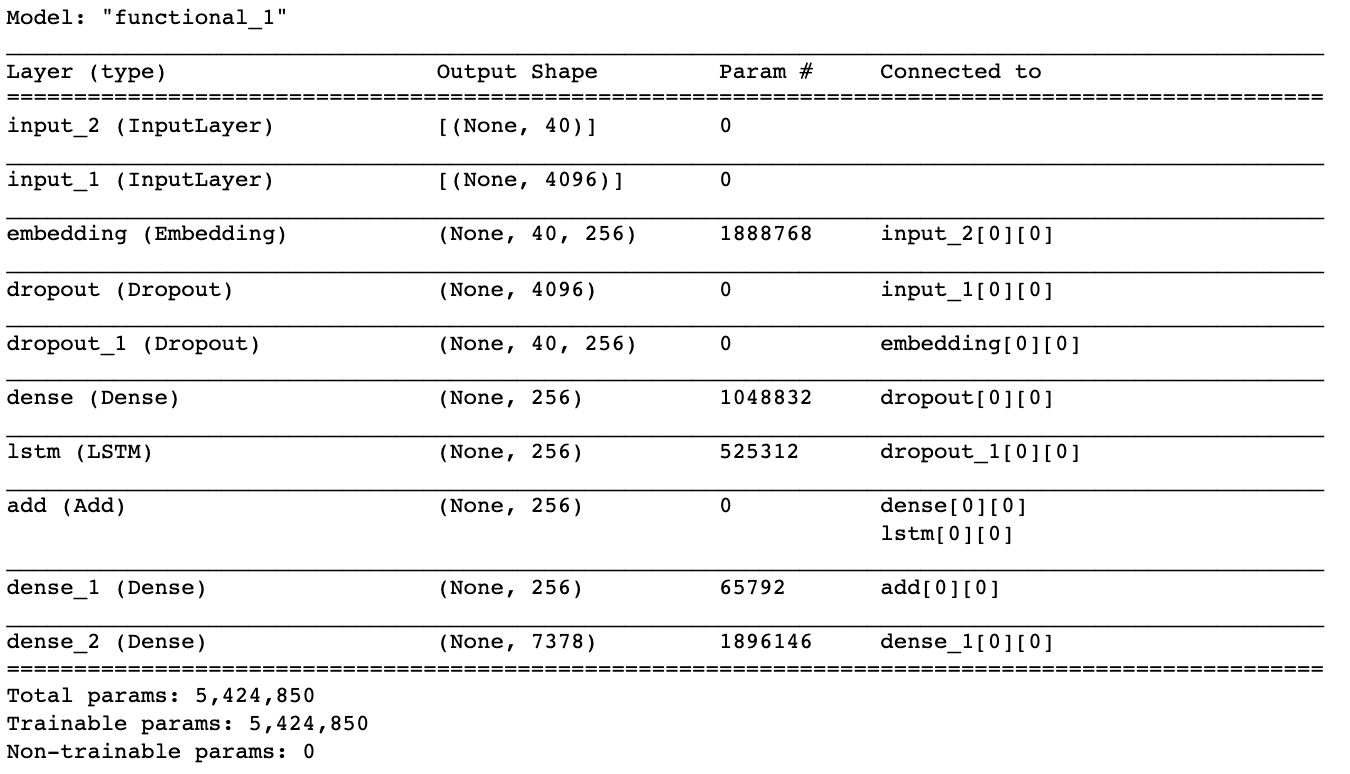 Model: "functional_1"
Layer (type) Output Shape Param # Connected to
input_2 (InputLayer) [(None, 40)] 0
input_1 (InputLayer) [(None, 4096)] 0
embedding (Embedding) (None, 40, 256) 1888768 input_2[0][0]
dropout (Dropout) (None, 4096) 0 input_1[0][0]
dropout_1 (Dropout) (None, 40, 256) 0 embedding[0][0]
dense (Dense) (None, 256) 1048832 dropout[0][0]
lstm (LSTM) (None, 256) 525312 dropout_1[0][0]
add (Add) (None, 256) 0 dense[0][0]
lstm[0][0]
dense_1 (Dense) (None, 256) 65792 add[0][0]
dense_2 (Dense) (None, 7378) 1896146 dense_1[0][0]
Total params: 5,424,850
Trainable params: 5,424,850
Non-trainable params: 0